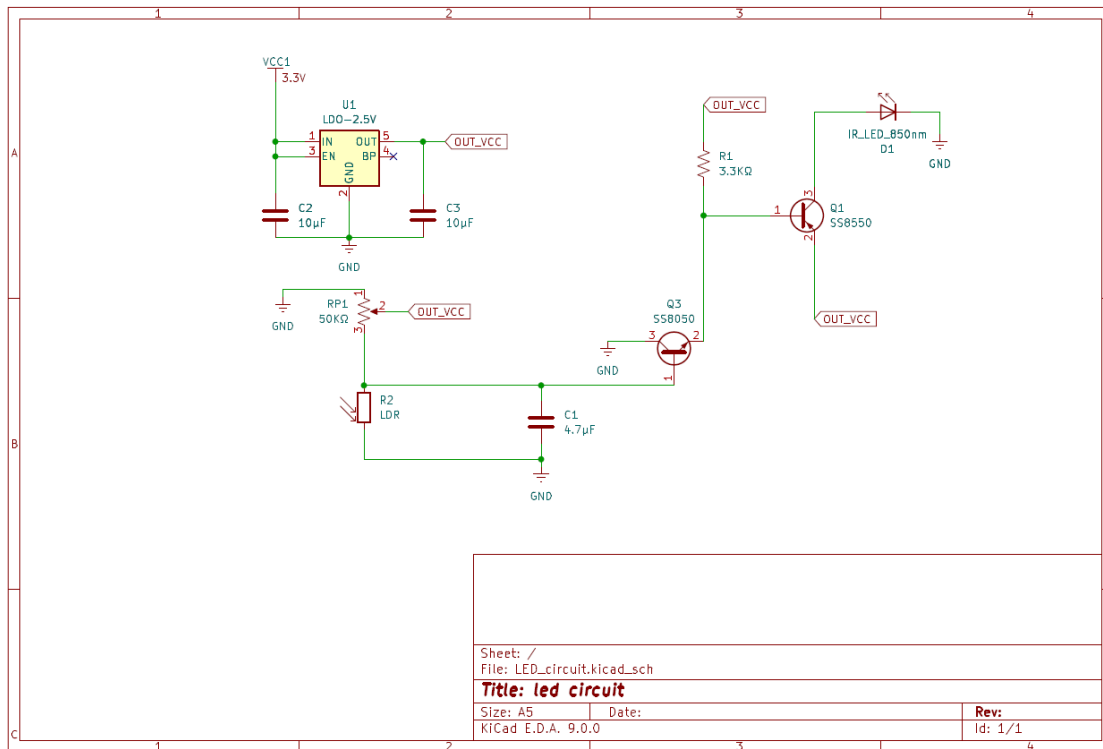 1 2 3 4
VCC1
3.3V
U1
LDO-2.5V
1 IN OUT 5
3 EN BP 4
GND
2
OUT_VCC
C2
10µF
C3
10µF
GND
OUT_VCC
R1
3.3KΩ
IR_LED_850nm
D1
GND
3
1
Q1
SS8550
2
OUT_VCC
A
GND
RP1
50KΩ
1
2
3
OUT_VCC
Q3
SS8050
3 2
1
GND
R2
LDR
C1
4.7µF
GND
B
Sheet: /
File: LED_circuit.kicad_sch
Title: led circuit
Size: A5 Date: Rev:
KiCad E.D.A. 9.0.0 Id: 1/1
C
1 2 3 4